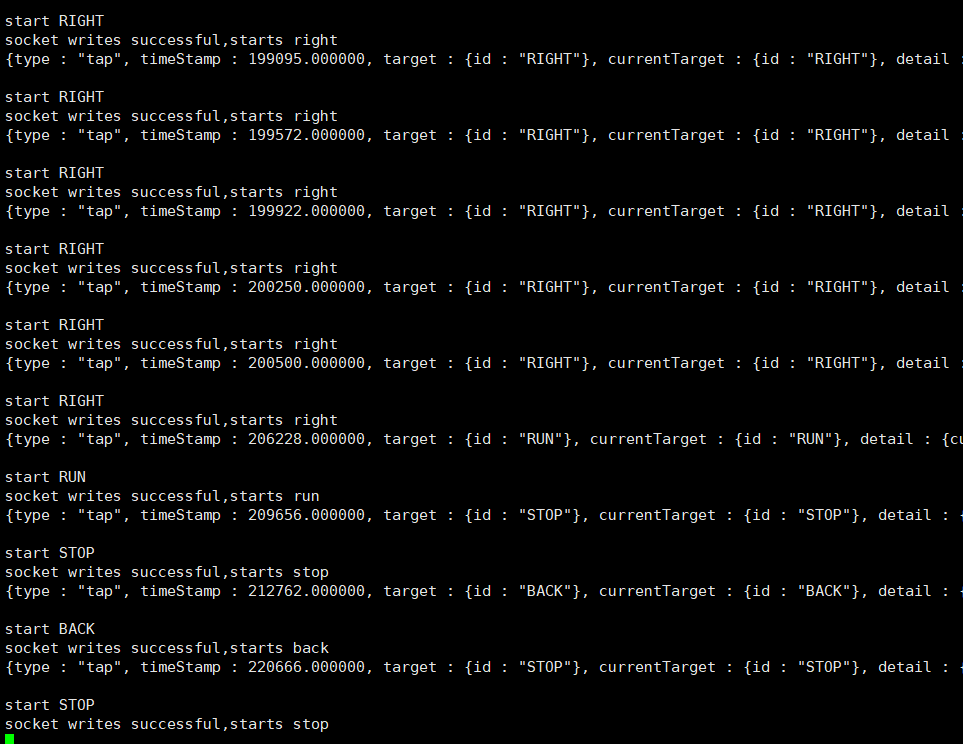 start RIGHT
socket writes successful,starts right
{type : "tap", timeStamp : 199095.000000, target : {id : "RIGHT"}, currentTarget : {id : "RIGHT"}, detail :
start RIGHT
socket writes successful,starts right
{type : "tap", timeStamp : 199572.000000, target : {id : "RIGHT"}, currentTarget : {id : "RIGHT"}, detail :
start RIGHT
socket writes successful,starts right
{type : "tap", timeStamp : 199922.000000, target : {id : "RIGHT"}, currentTarget : {id : "RIGHT"}, detail :
start RIGHT
socket writes successful,starts right
{type : "tap", timeStamp : 200250.000000, target : {id : "RIGHT"}, currentTarget : {id : "RIGHT"}, detail :
start RIGHT
socket writes successful,starts right
{type : "tap", timeStamp : 200500.000000, target : {id : "RIGHT"}, currentTarget : {id : "RIGHT"}, detail :
start RIGHT
socket writes successful,starts right
{type : "tap", timeStamp : 206228.000000, target : {id : "RUN"}, currentTarget : {id : "RUN"}, detail : {cu
start RUN
socket writes successful,starts run
{type : "tap", timeStamp : 209656.000000, target : {id : "STOP"}, currentTarget : {id : "STOP"}, detail : {
start STOP
socket writes successful,starts stop
{type : "tap", timeStamp : 212762.000000, target : {id : "BACK"}, currentTarget : {id : "BACK"}, detail : {
start BACK
socket writes successful,starts back
{type : "tap", timeStamp : 220666.000000, target : {id : "STOP"}, currentTarget : {id : "STOP"}, detail : {
start STOP
socket writes successful,starts stop